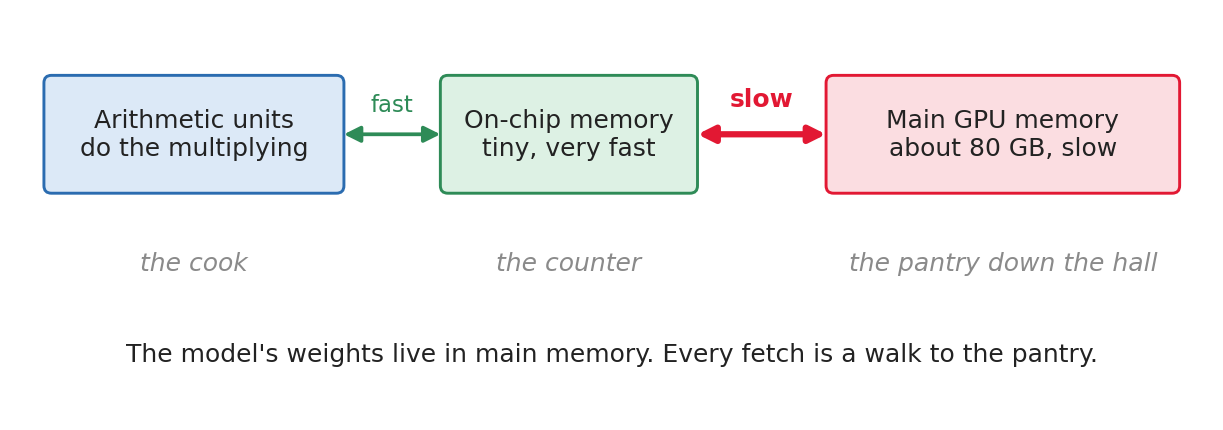 Arithmetic units
do the multiplying
fast
On-chip memory
tiny, very fast
slow
Main GPU memory
about 80 GB, slow
the cook
the counter
the pantry down the hall
The model's weights live in main memory. Every fetch is a walk to the pantry.